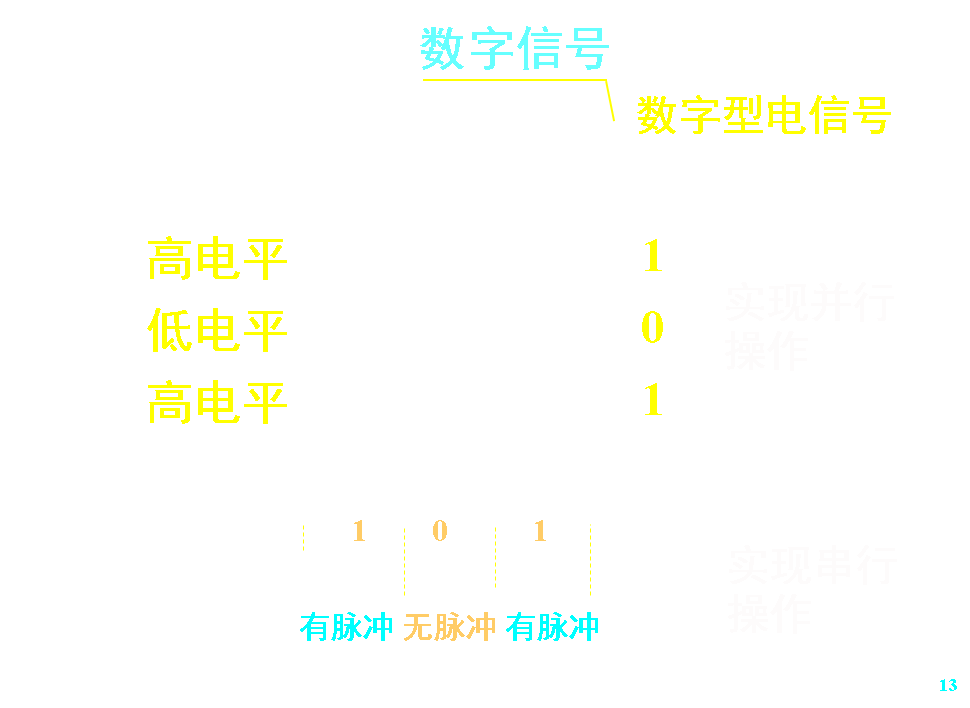 数字信号
数字型电信号
高电平 1
低电平 0
实现并行
操作
高电平 1
1 0 1
实现串行
操作
有脉冲 无脉冲 有脉冲
13